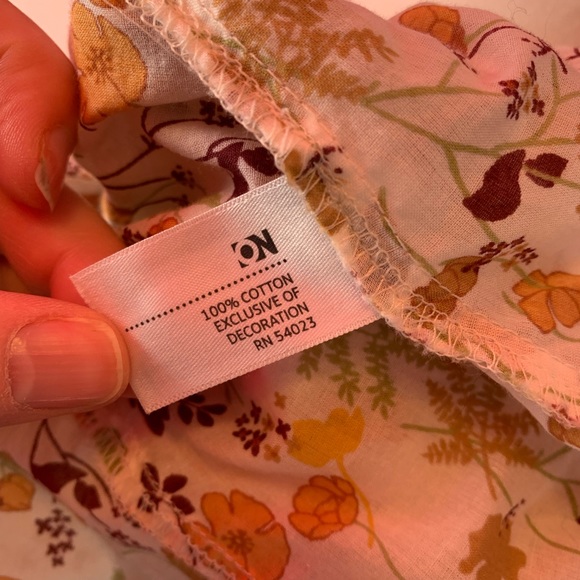 ON
100% COTTON
EXCLUSIVE OF
DECORATION
RN 54023